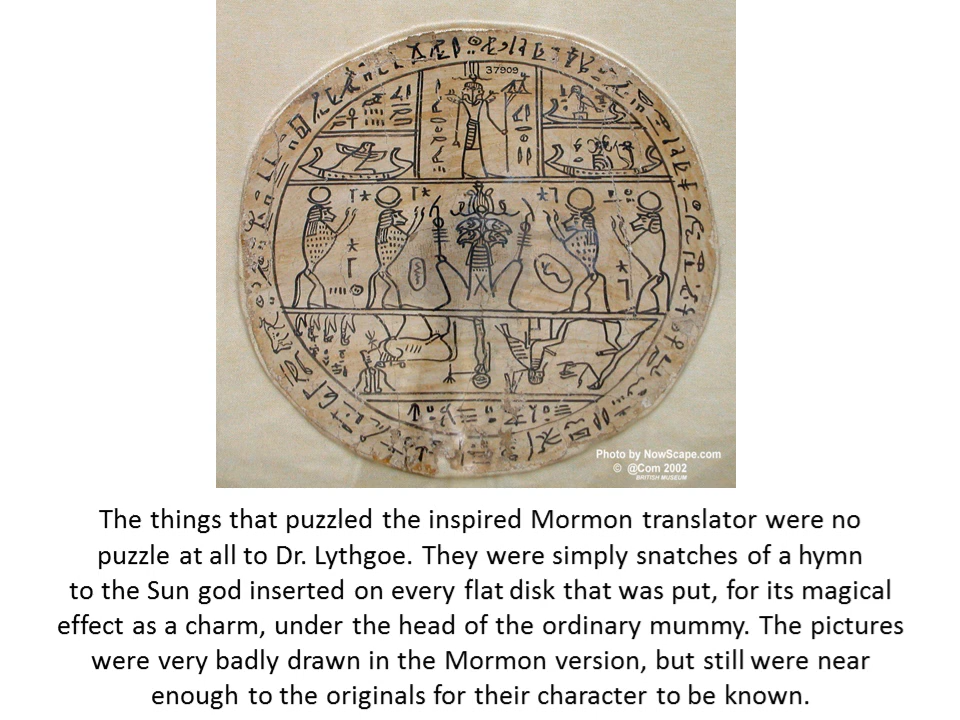 37909
Photo by NowScape.com
© @Com 2002
BRITISH MUSEUM
The things that puzzled the inspired Mormon translator were no
puzzle at all to Dr. Lythgoe. They were simply snatches of a hymn
to the Sun god inserted on every flat disk that was put, for its magical
effect as a charm, under the head of the ordinary mummy. The pictures
were very badly drawn in the Mormon version, but still were near
enough to the originals for their character to be known.